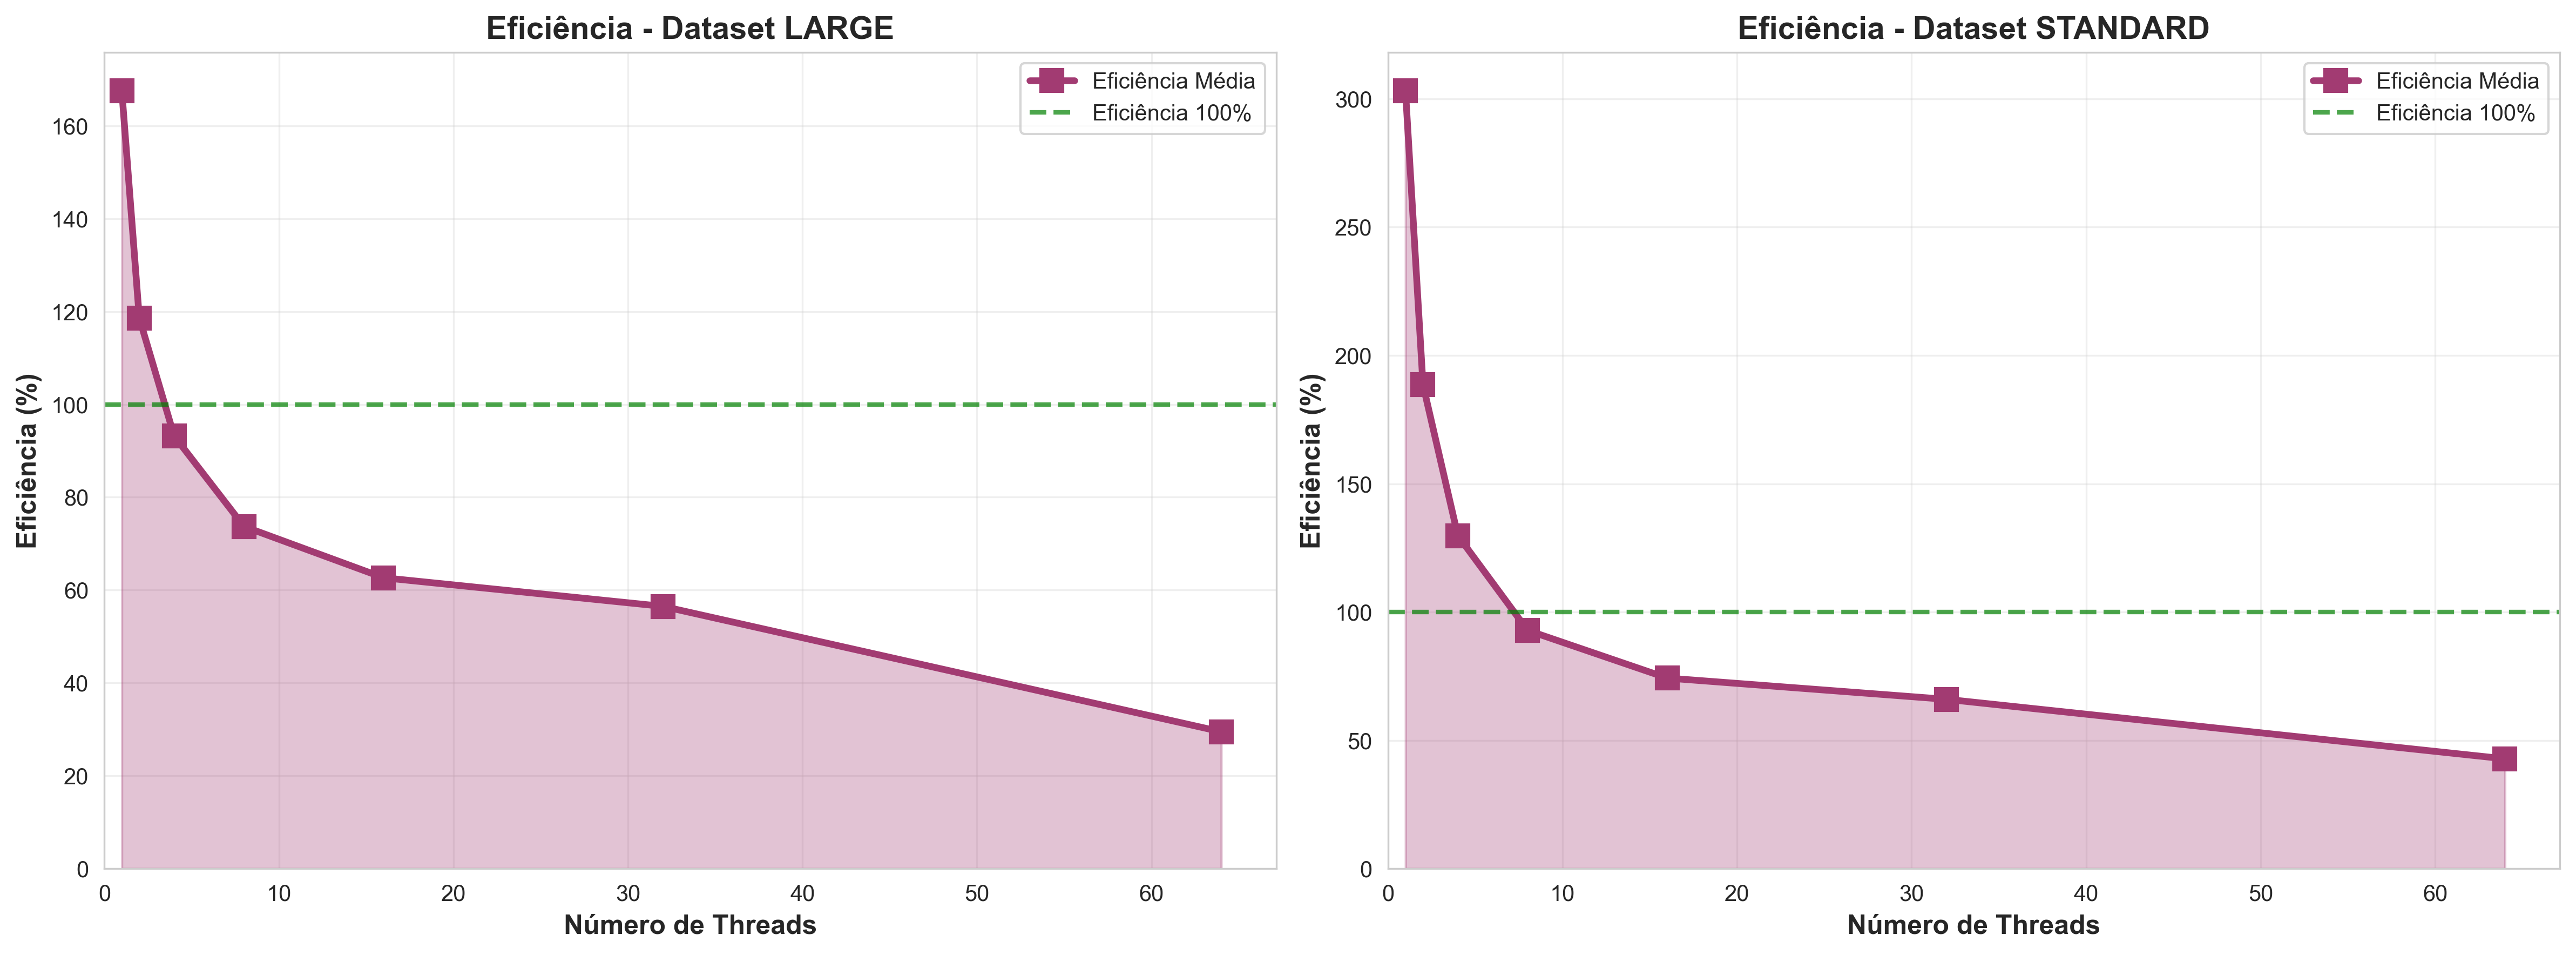 Eficiência - Dataset LARGE
Eficiência Média
Eficiência 100%
Eficiência (%)
160
140
120
100
80
60
40
20
0
0 10 20 30 40 50 60
Número de Threads
Eficiência - Dataset STANDARD
Eficiência Média
Eficiência 100%
Eficiência (%)
300
250
200
150
100
50
0
0 10 20 30 40 50 60
Número de Threads